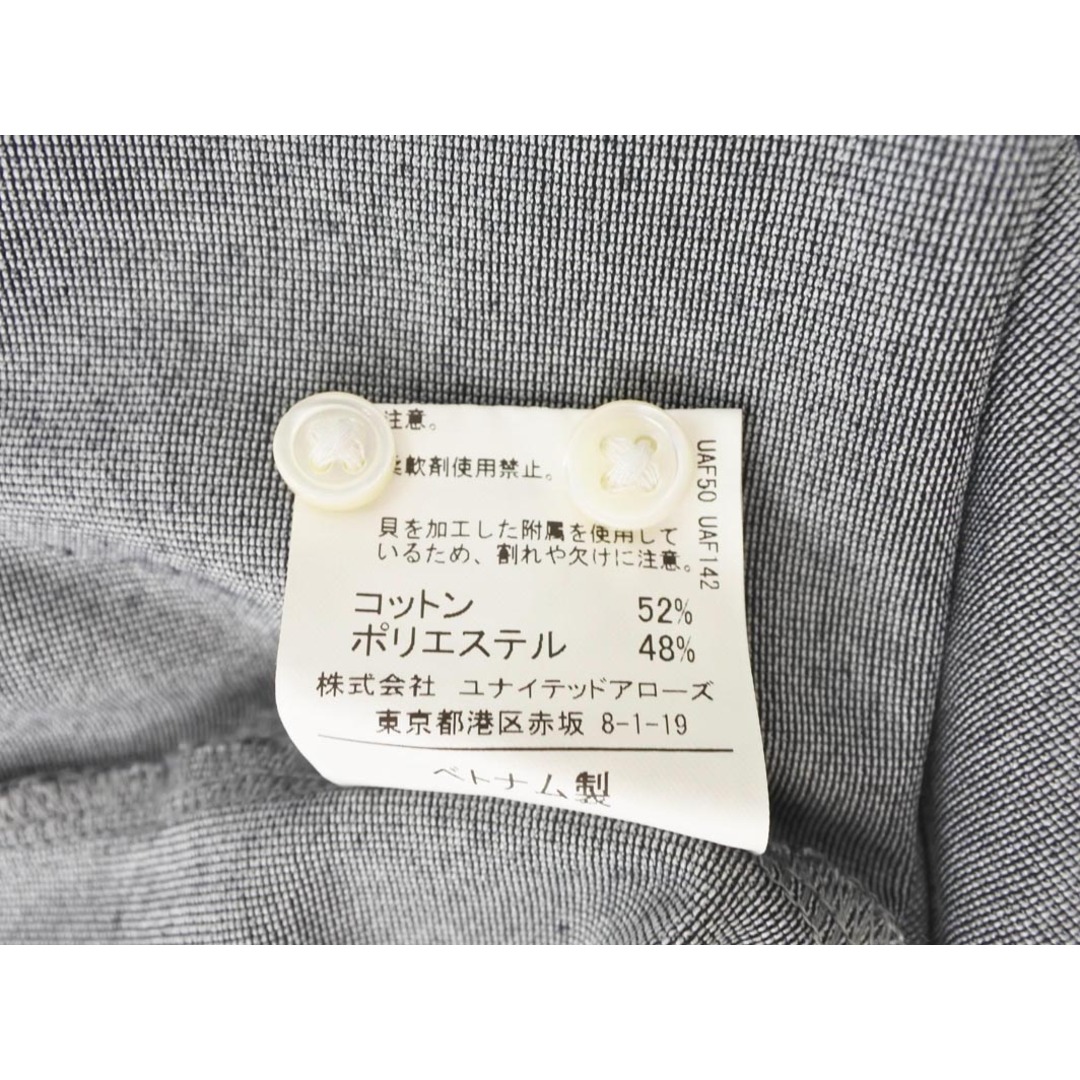 注意。
柔軟剤使用禁止。
貝を加工した附属を使用して
いるため、割れや欠けに注意。
コットン 52%
ポリエステル 48%
株式会社 ユナイテッドアローズ
東京都港区赤坂 8-1-19
ベトナム製
UAF50 UAF142